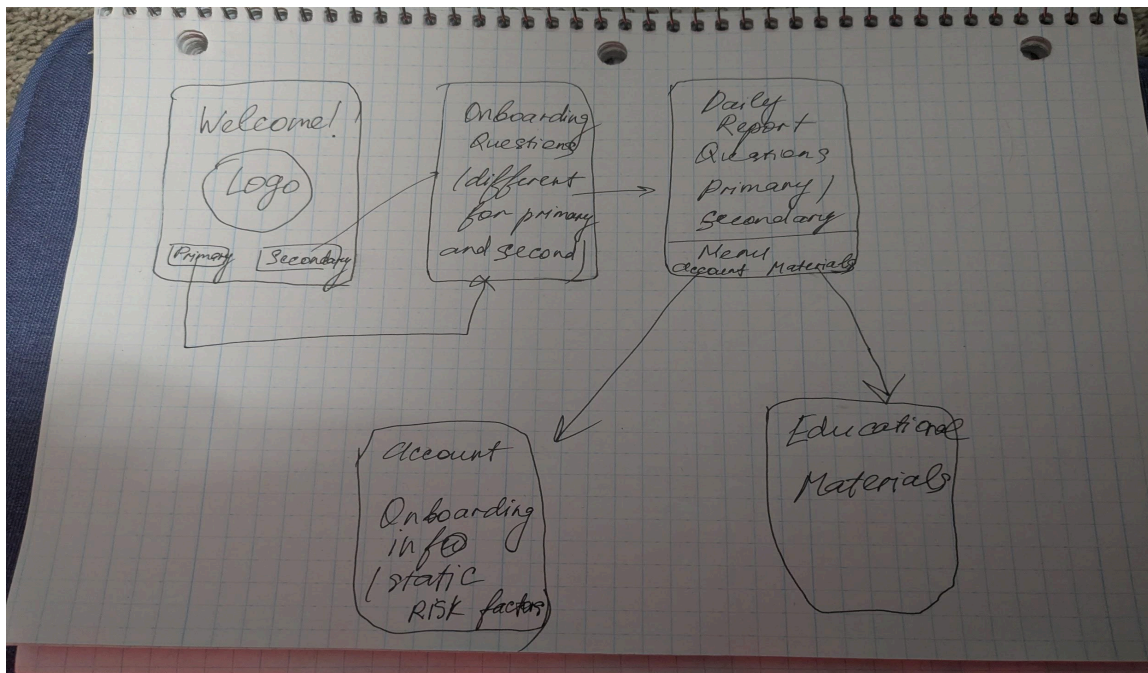 Welcome!
Logo
Primary
Secondary
Onboarding
Questions
/different
for primary
and second/
Daily
Report
Questions
Primary/
Secondary
Menu
account Materials
account
Onboarding
info
/static
RISK factors
Educational
Materials